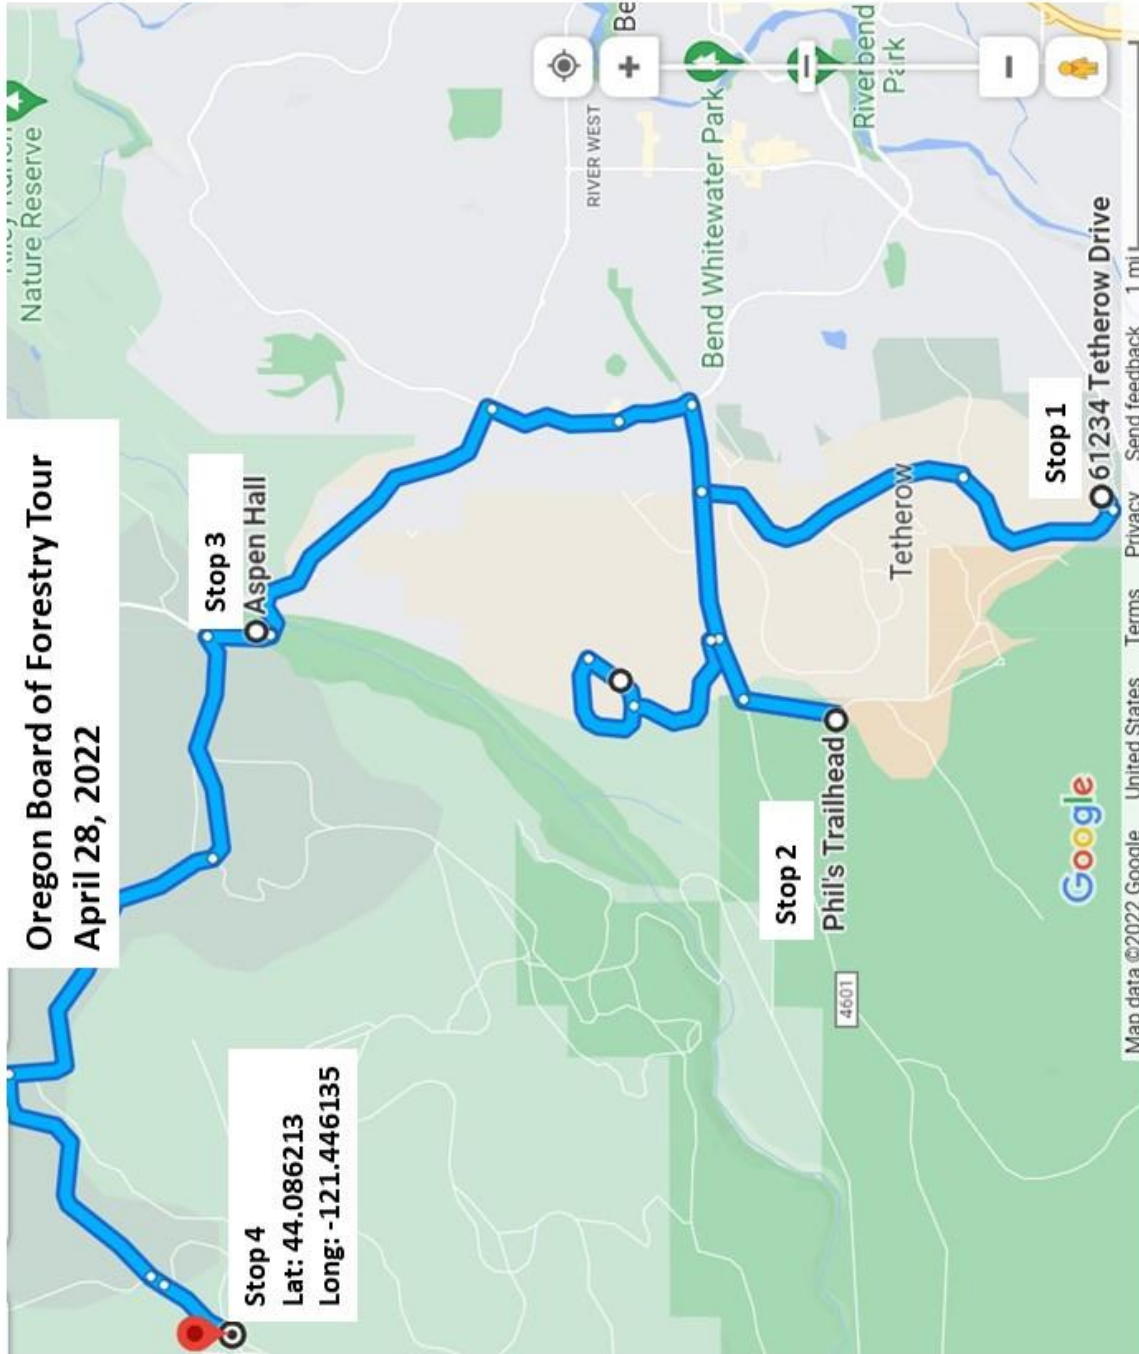 Oregon Board of Forestry Tour
April 28, 2022
Nature Reserve
Be
RIVER WEST
Bend Whitewater Park
Riverbend
Park
Stop 3
Aspen Hall
Stop 1
61234 Tetherow Drive
Tetherow
Stop 2
Phil's Trailhead
4601
Stop 4
Lat: 44.086213
Long: -121.446135
Google
Map data ©2022 Google United States Terms Privacy Send feedback 1 mi